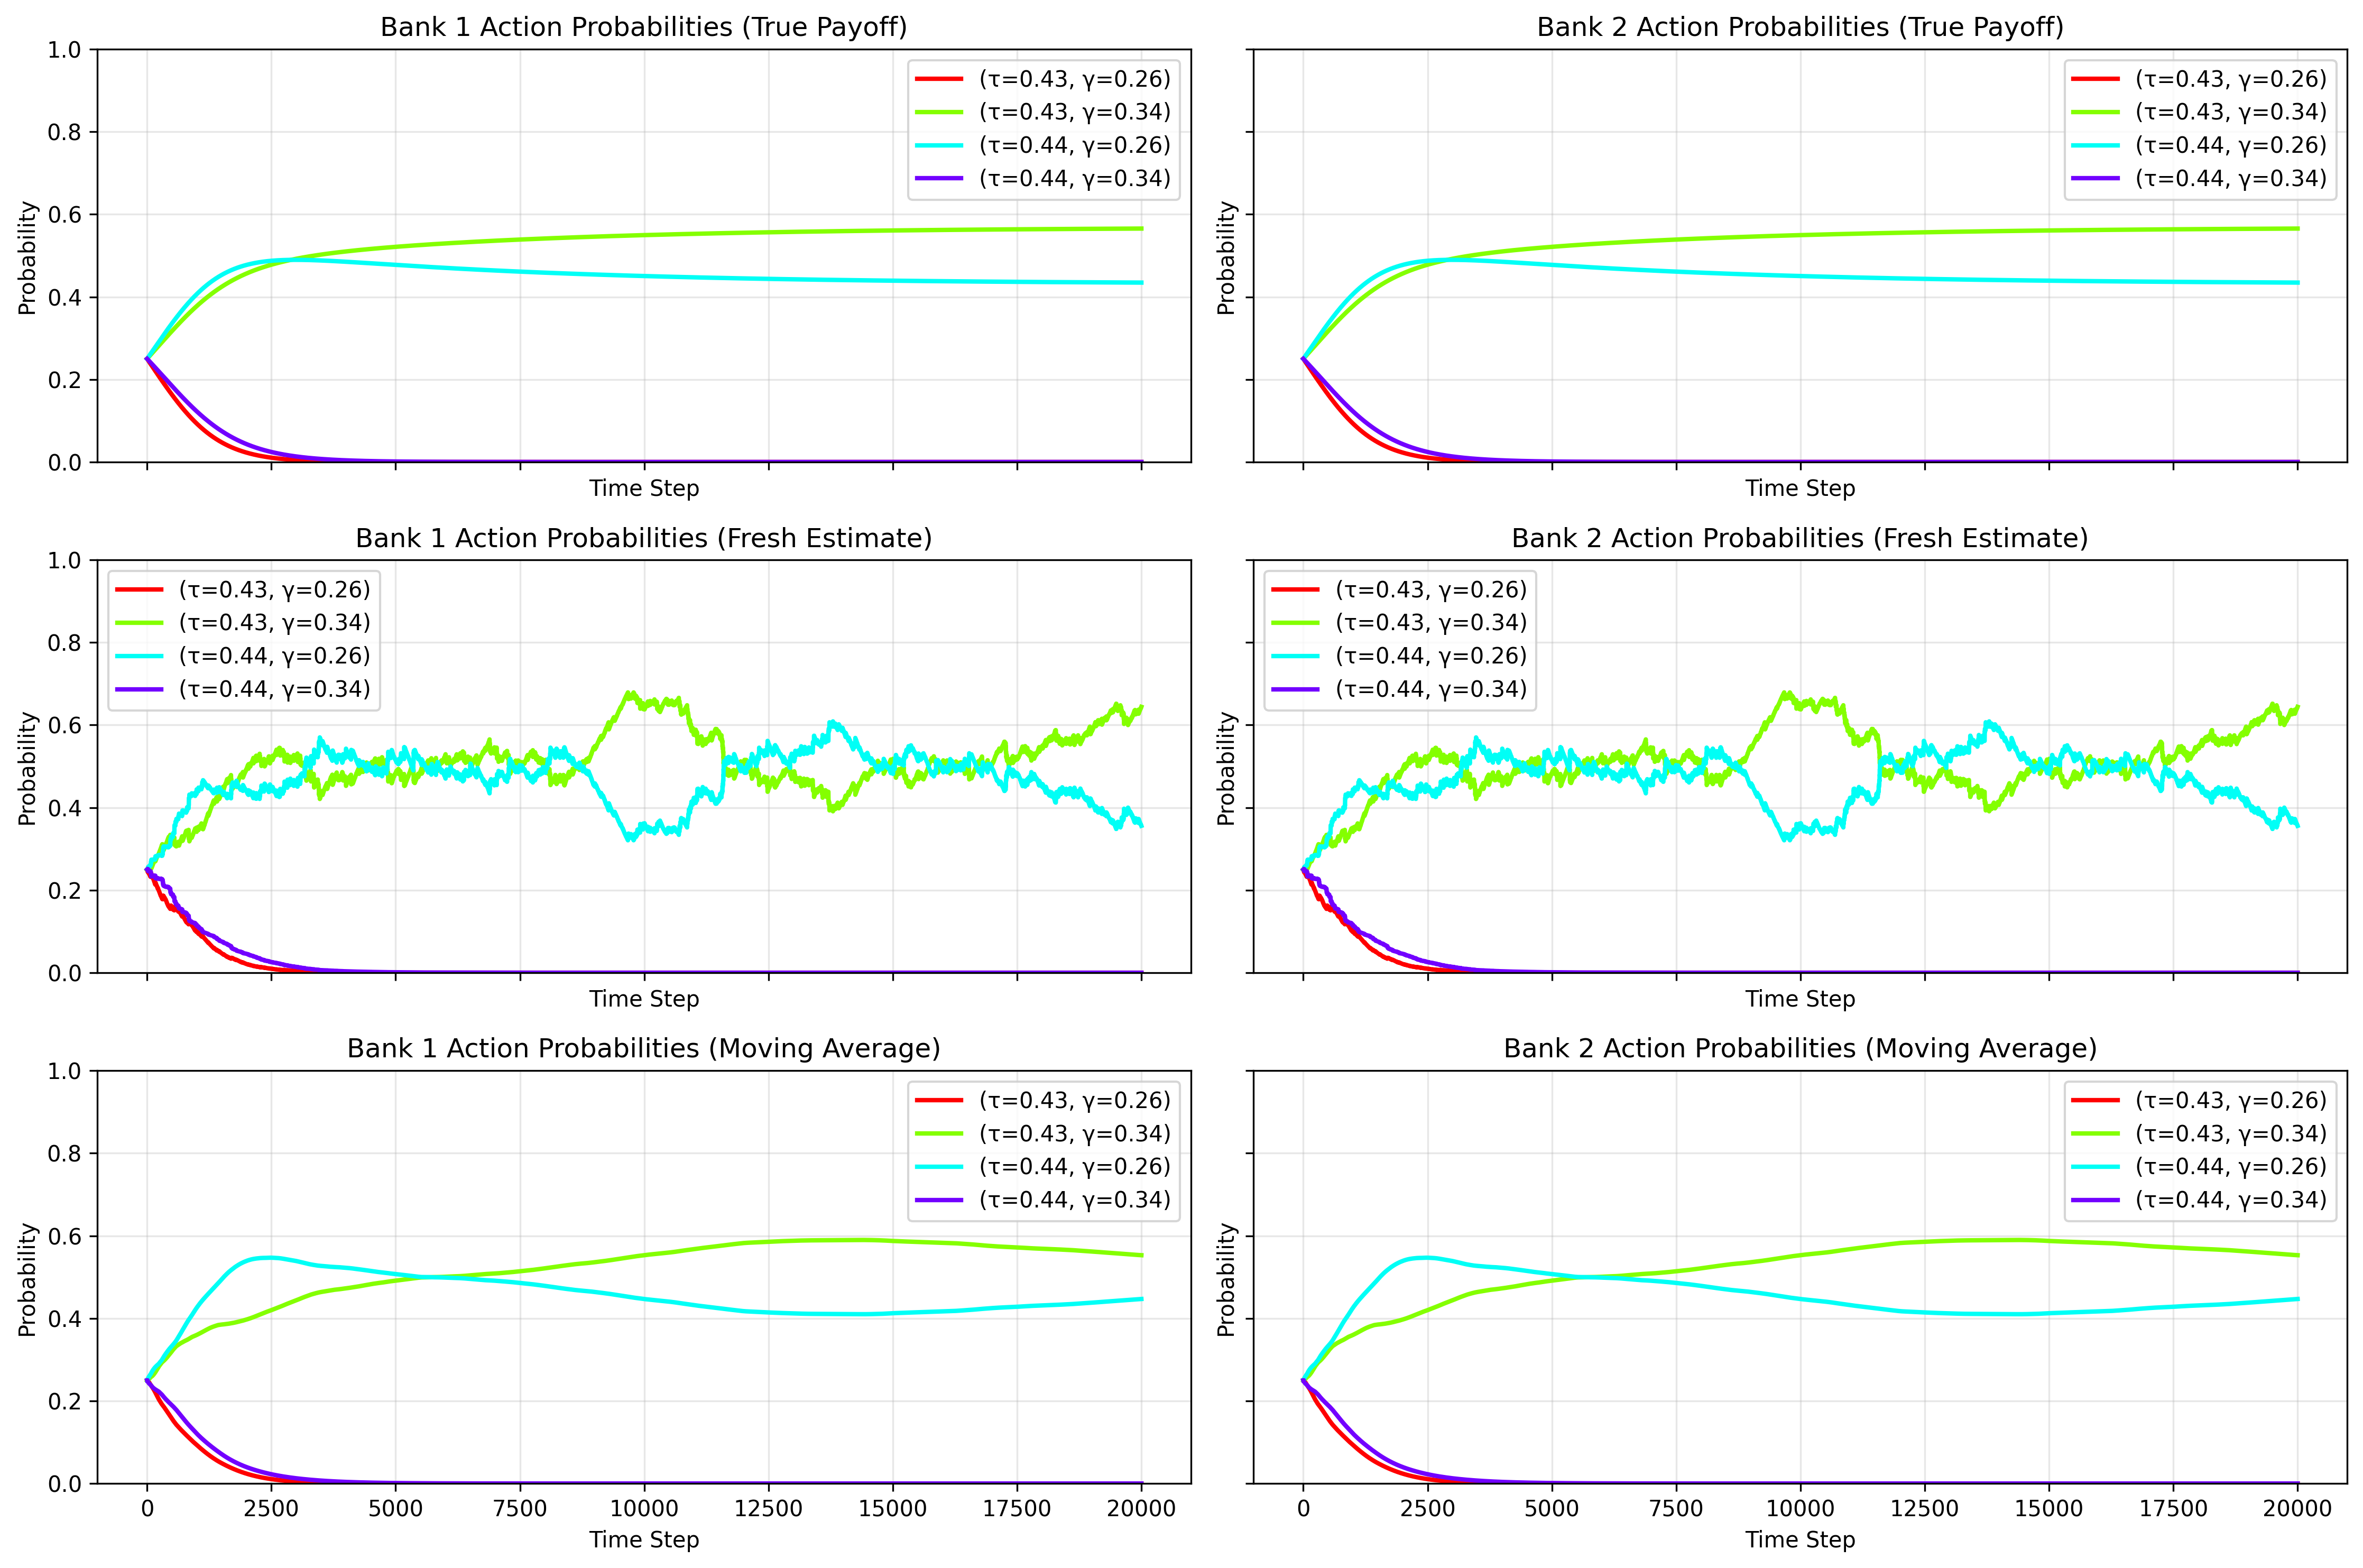 Bank 1 Action Probabilities (True Payoff)
1.0
0.8
0.6
0.4
0.2
0.0
Probability
(τ=0.43, γ=0.26)
(τ=0.43, γ=0.34)
(τ=0.44, γ=0.26)
(τ=0.44, γ=0.34)
Time Step
Bank 2 Action Probabilities (True Payoff)
Probability
(τ=0.43, γ=0.26)
(τ=0.43, γ=0.34)
(τ=0.44, γ=0.26)
(τ=0.44, γ=0.34)
Time Step
Bank 1 Action Probabilities (Fresh Estimate)
1.0
0.8
0.6
0.4
0.2
0.0
Probability
(τ=0.43, γ=0.26)
(τ=0.43, γ=0.34)
(τ=0.44, γ=0.26)
(τ=0.44, γ=0.34)
Time Step
Bank 2 Action Probabilities (Fresh Estimate)
Probability
(τ=0.43, γ=0.26)
(τ=0.43, γ=0.34)
(τ=0.44, γ=0.26)
(τ=0.44, γ=0.34)
Time Step
Bank 1 Action Probabilities (Moving Average)
1.0
0.8
0.6
0.4
0.2
0.0
Probability
(τ=0.43, γ=0.26)
(τ=0.43, γ=0.34)
(τ=0.44, γ=0.26)
(τ=0.44, γ=0.34)
0 2500 5000 7500 10000 12500 15000 17500 20000
Time Step
Bank 2 Action Probabilities (Moving Average)
Probability
(τ=0.43, γ=0.26)
(τ=0.43, γ=0.34)
(τ=0.44, γ=0.26)
(τ=0.44, γ=0.34)
0 2500 5000 7500 10000 12500 15000 17500 20000
Time Step